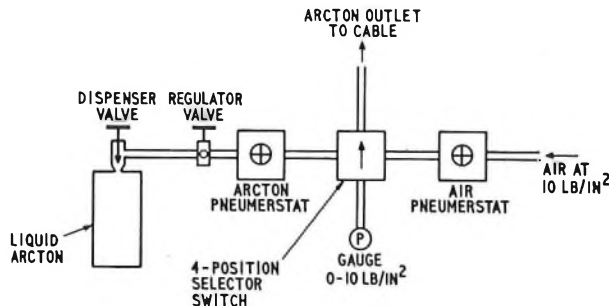 ARCTON OUTLET
TO CABLE
DISPENSER
VALVE
REGULATOR
VALVE
ARCTON
PNEUMERSTAT
AIR
PNEUMERSTAT
AIR AT
10 LB/IN²
LIQUID
ARCTON
4-POSITION
SELECTOR
SWITCH
P
GAUGE
0-10 LB/IN²